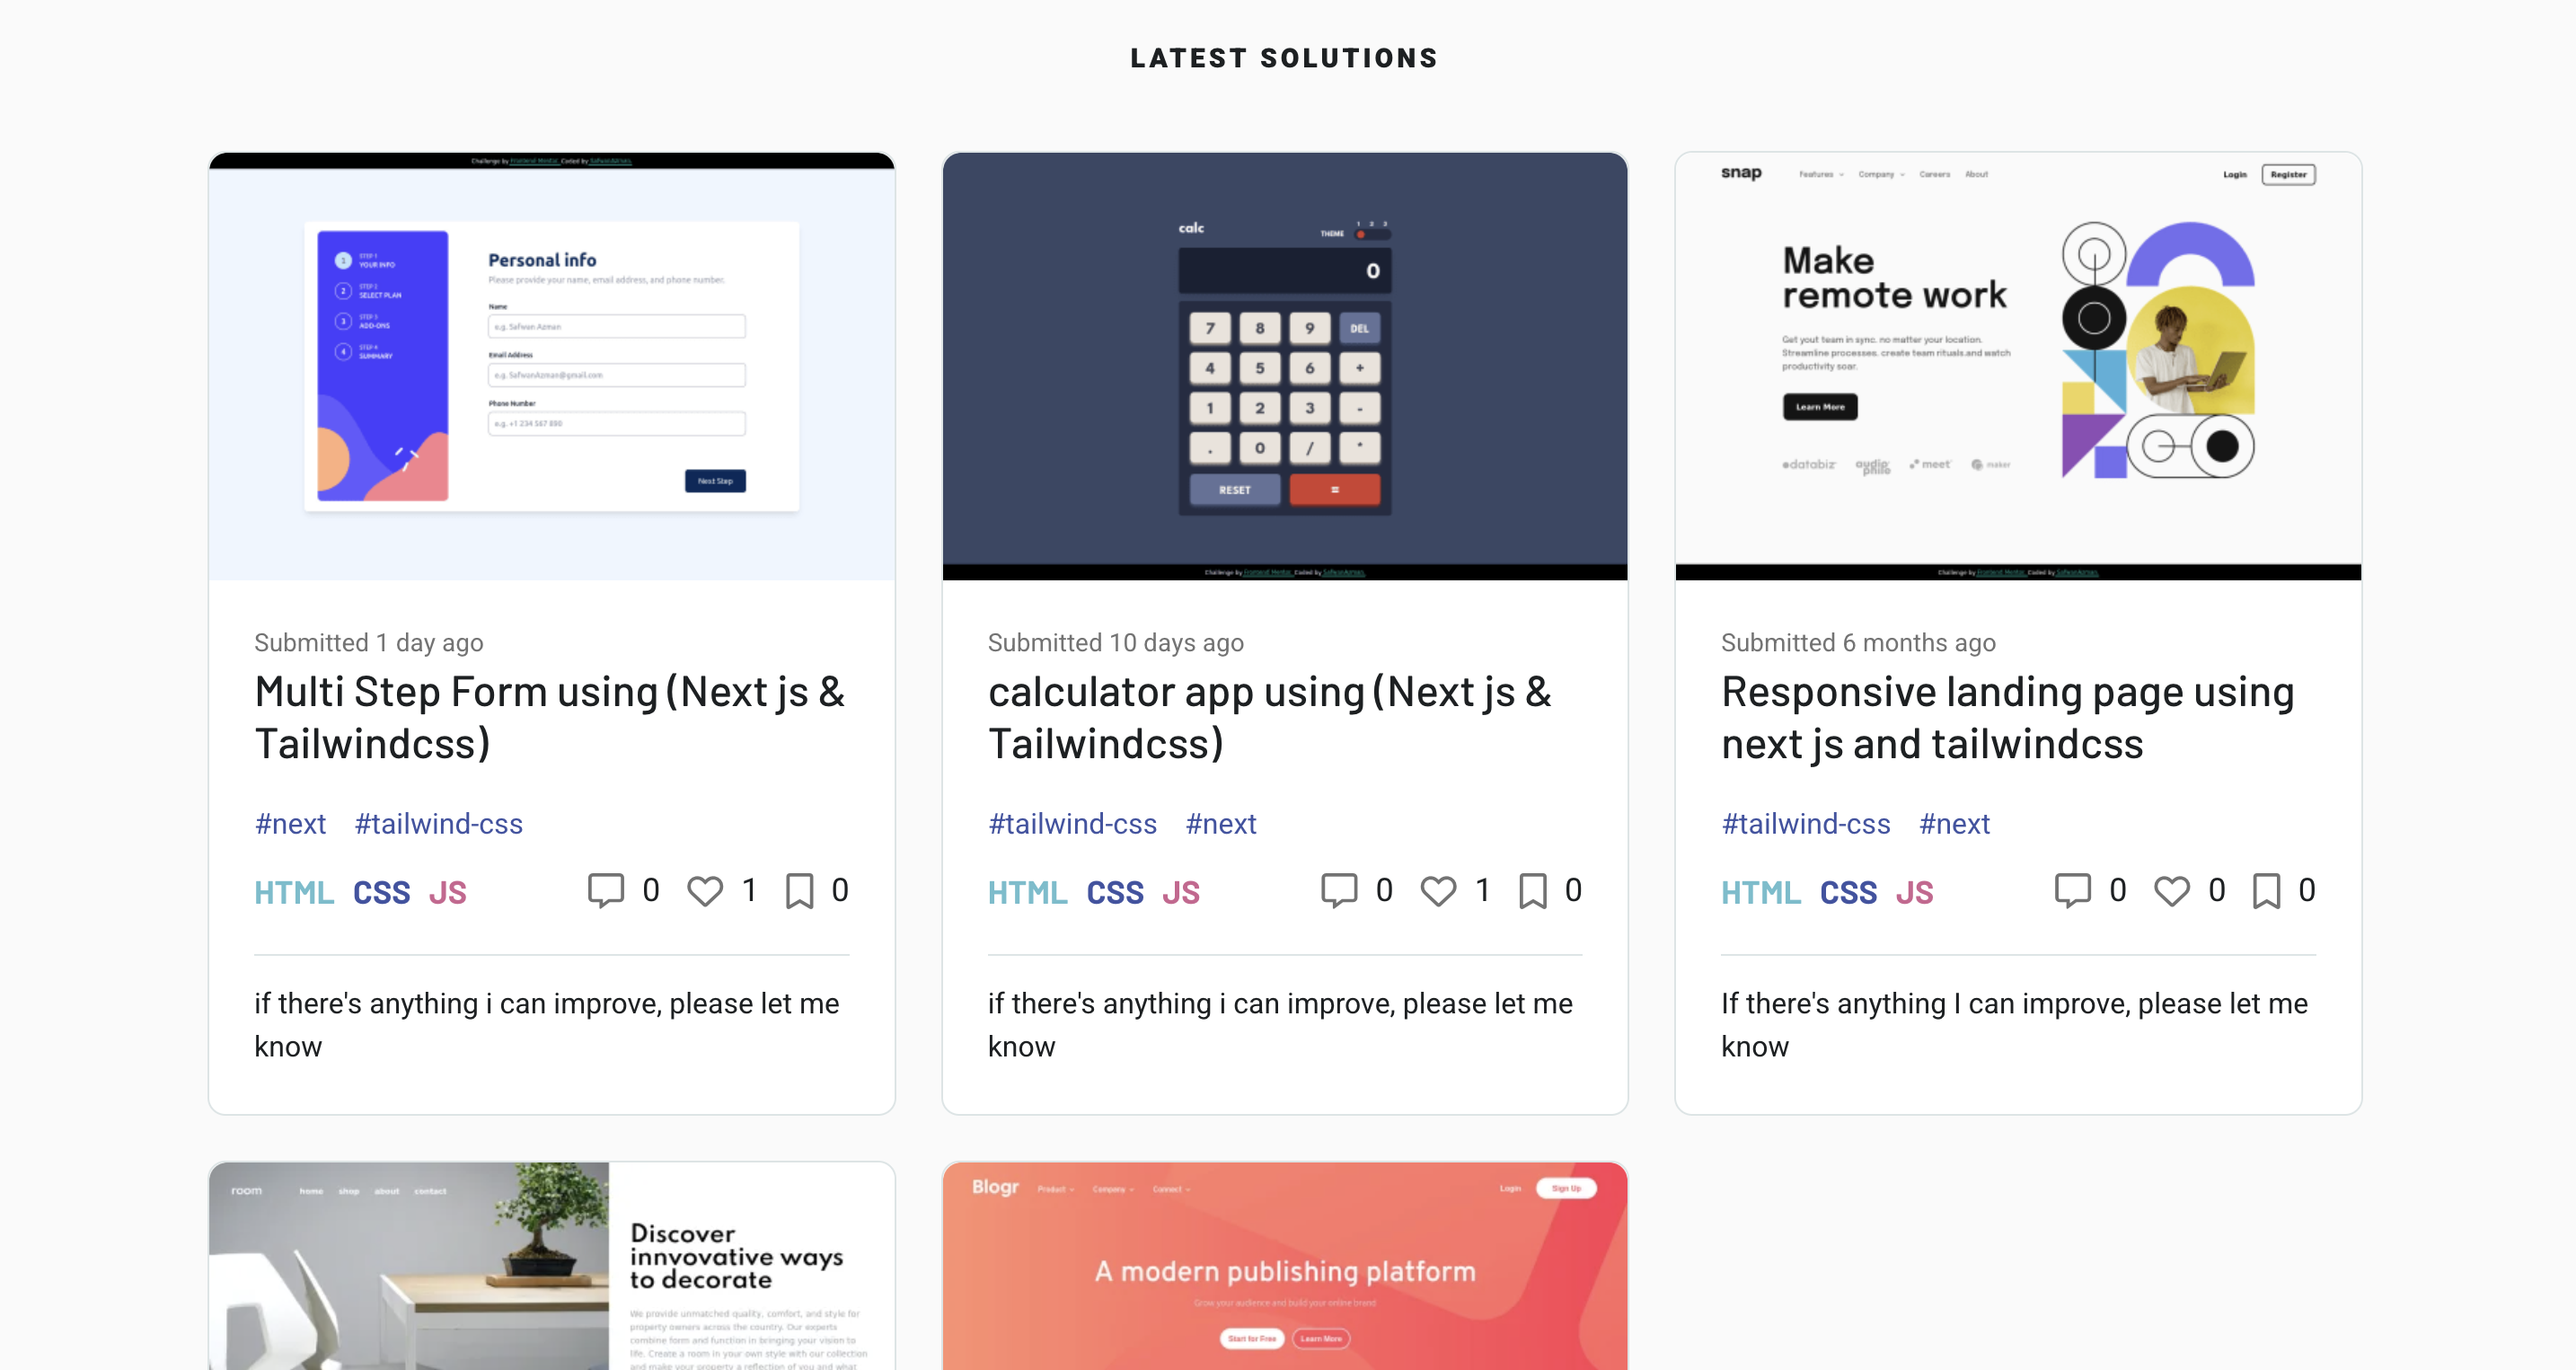 LATEST SOLUTIONS
Challenge by Frontend Mentor. Coded by SafwanAzman.
1 STEP 1
YOUR INFO
2 STEP 2
SELECT PLAN
3 STEP 3
ADD-ONS
4 STEP 4
SUMMARY
Personal info
Please provide your name, email address, and phone number.
Name
e.g. Safwan Azman
Email Address
e.g. SafwanAzman@gmail.com
Phone Number
e.g. +1 234 567 890
Next Step
Submitted 1 day ago
Multi Step Form using (Next js &
Tailwindcss)
#next #tailwind-css
HTML CSS JS 0 1 0
if there's anything i can improve, please let me
know
calc
THEME 1 2 3
0
7 8 9 DEL
4 5 6 +
1 2 3 -
. 0 / *
RESET =
Challenge by Frontend Mentor. Coded by SafwanAzman.
Submitted 10 days ago
calculator app using (Next js &
Tailwindcss)
#tailwind-css #next
HTML CSS JS 0 1 0
if there's anything i can improve, please let me
know
snap Features Company Careers About Login Register
Make
remote work
Get yout team in sync. no matter your location.
Streamline processes. create team rituals.and watch
productivity soar.
Learn More
databiz audiophile meet maker
Challenge by Frontend Mentor. Coded by SafwanAzman.
Submitted 6 months ago
Responsive landing page using
next js and tailwindcss
#tailwind-css #next
HTML CSS JS 0 0 0
If there's anything I can improve, please let me
know
room home shop about contact
Discover
innvovative ways
to decorate
We provide unmatched quality, comfort, and style for
property owners across the country. Our experts
combine form and function in bringing your vision to
life. Create a room in your own style with our collection
and make your property a reflection of you and what
Blogr Product Company Connect Login Sign Up
A modern publishing platform
Grow your audience and build your online brand
Start for Free Learn More